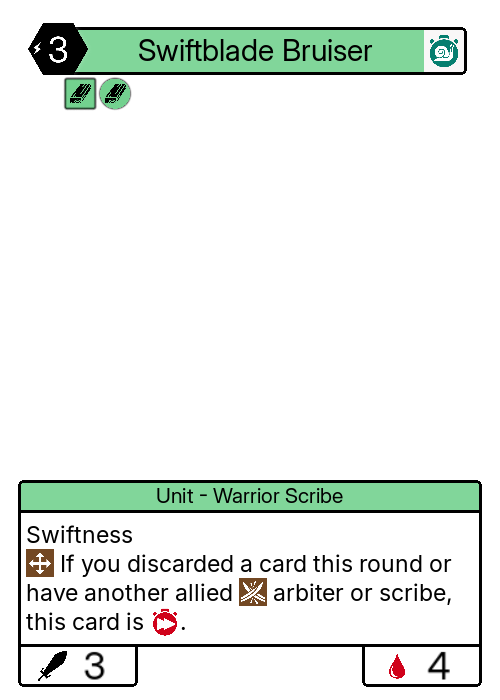 3 Swiftblade Bruiser
Unit - Warrior Scribe
Swiftness
If you discarded a card this round or
have another allied arbiter or scribe,
this card is .
3 4